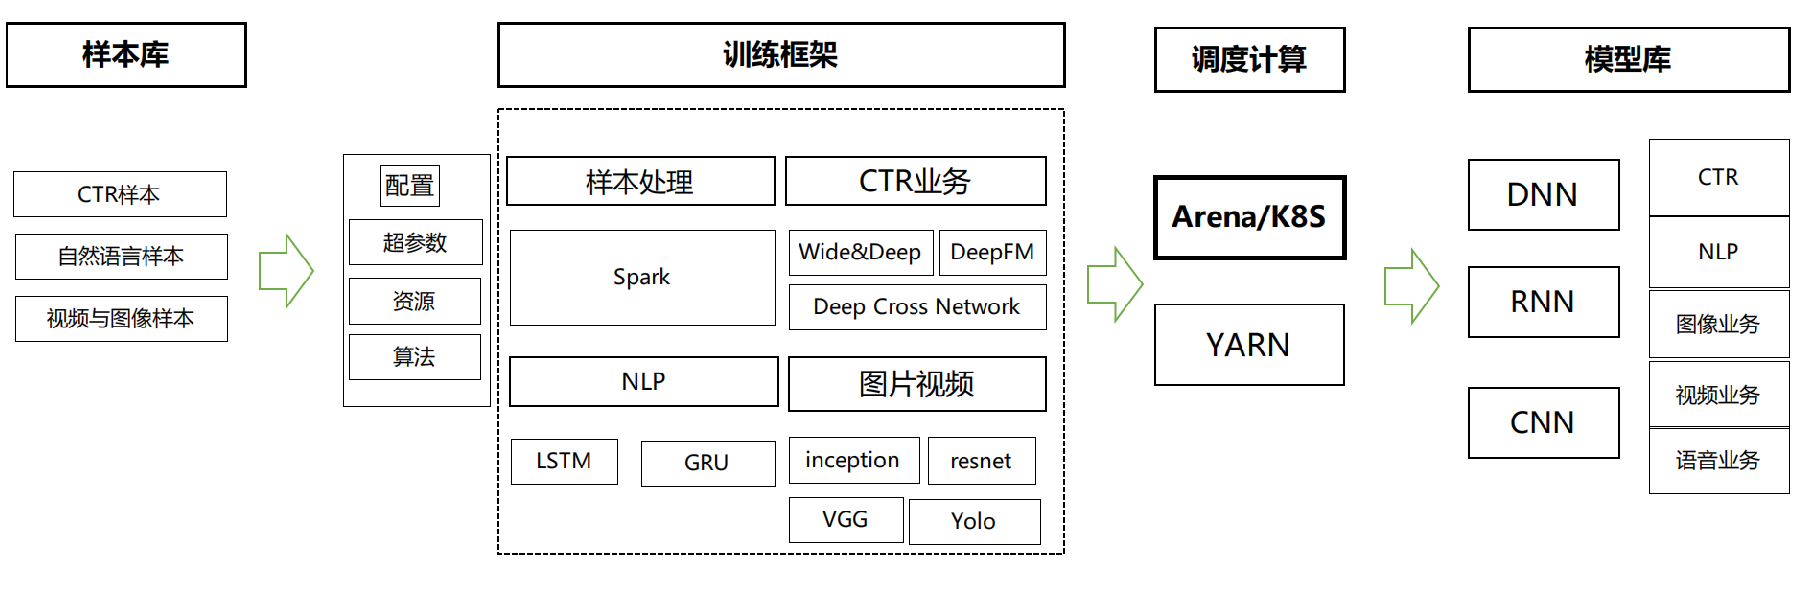 样本库
训练框架
调度计算
模型库
CTR样本
自然语言样本
视频与图像样本
配置
超参数
资源
算法
样本处理
CTR业务
Spark
Wide&Deep
DeepFM
Deep Cross Network
NLP
图片视频
LSTM
GRU
inception
resnet
VGG
Yolo
Arena/K8S
YARN
DNN
RNN
CNN
CTR
NLP
图像业务
视频业务
语音业务